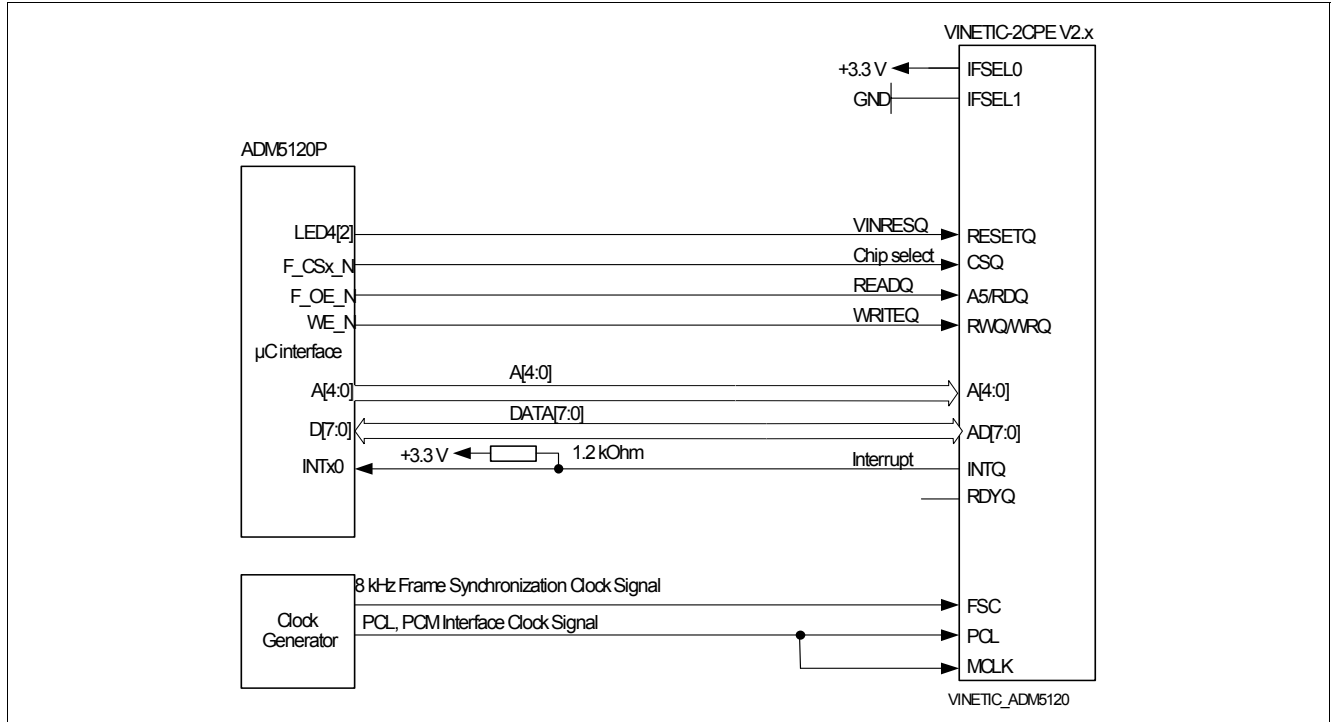 VINETIC-2CPE V2.x
+3.3 V
IFSEL0
GND
IFSEL1
ADM5120P
LED4[2]
VINRESQ
RESETQ
F_CSx_N
Chip select
CSQ
F_OE_N
READQ
A5/RDQ
WE_N
WRITEQ
RWQ/WRQ
µC interface
A[4:0]
A[4:0]
A[4:0]
D[7:0]
DATA[7:0]
AD[7:0]
+3.3 V
1.2 kOhm
INTx0
Interrupt
INTQ
RDYQ
8 kHz Frame Synchronization Clock Signal
FSC
Clock
Generator
PCL, PCM Interface Clock Signal
PCL
MCLK
VINETIC_ADM5120